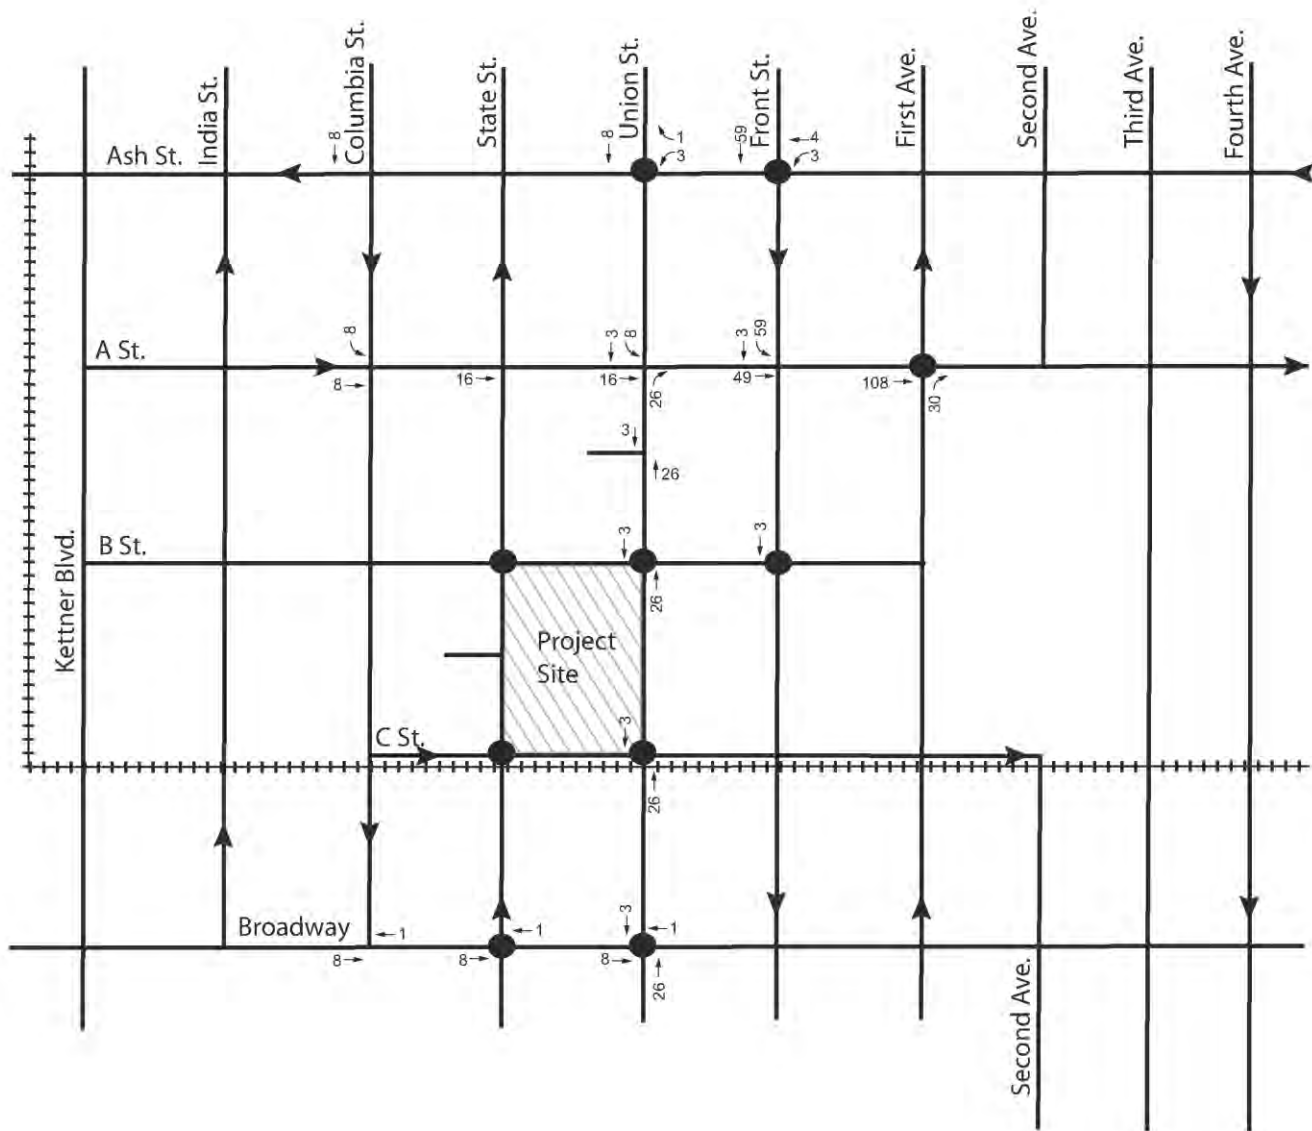 Ash St.
India St.
Columbia St.
State St.
Union St.
Front St.
First Ave.
Second Ave.
Third Ave.
Fourth Ave.
8
8
1
3
59
4
3
A St.
8
8
16
3
8
16
26
3
59
49
108
30
3
26
Kettner Blvd.
B St.
3
3
26
Project
Site
C St.
3
26
Broadway
1
8
1
8
3
1
8
26
Second Ave.